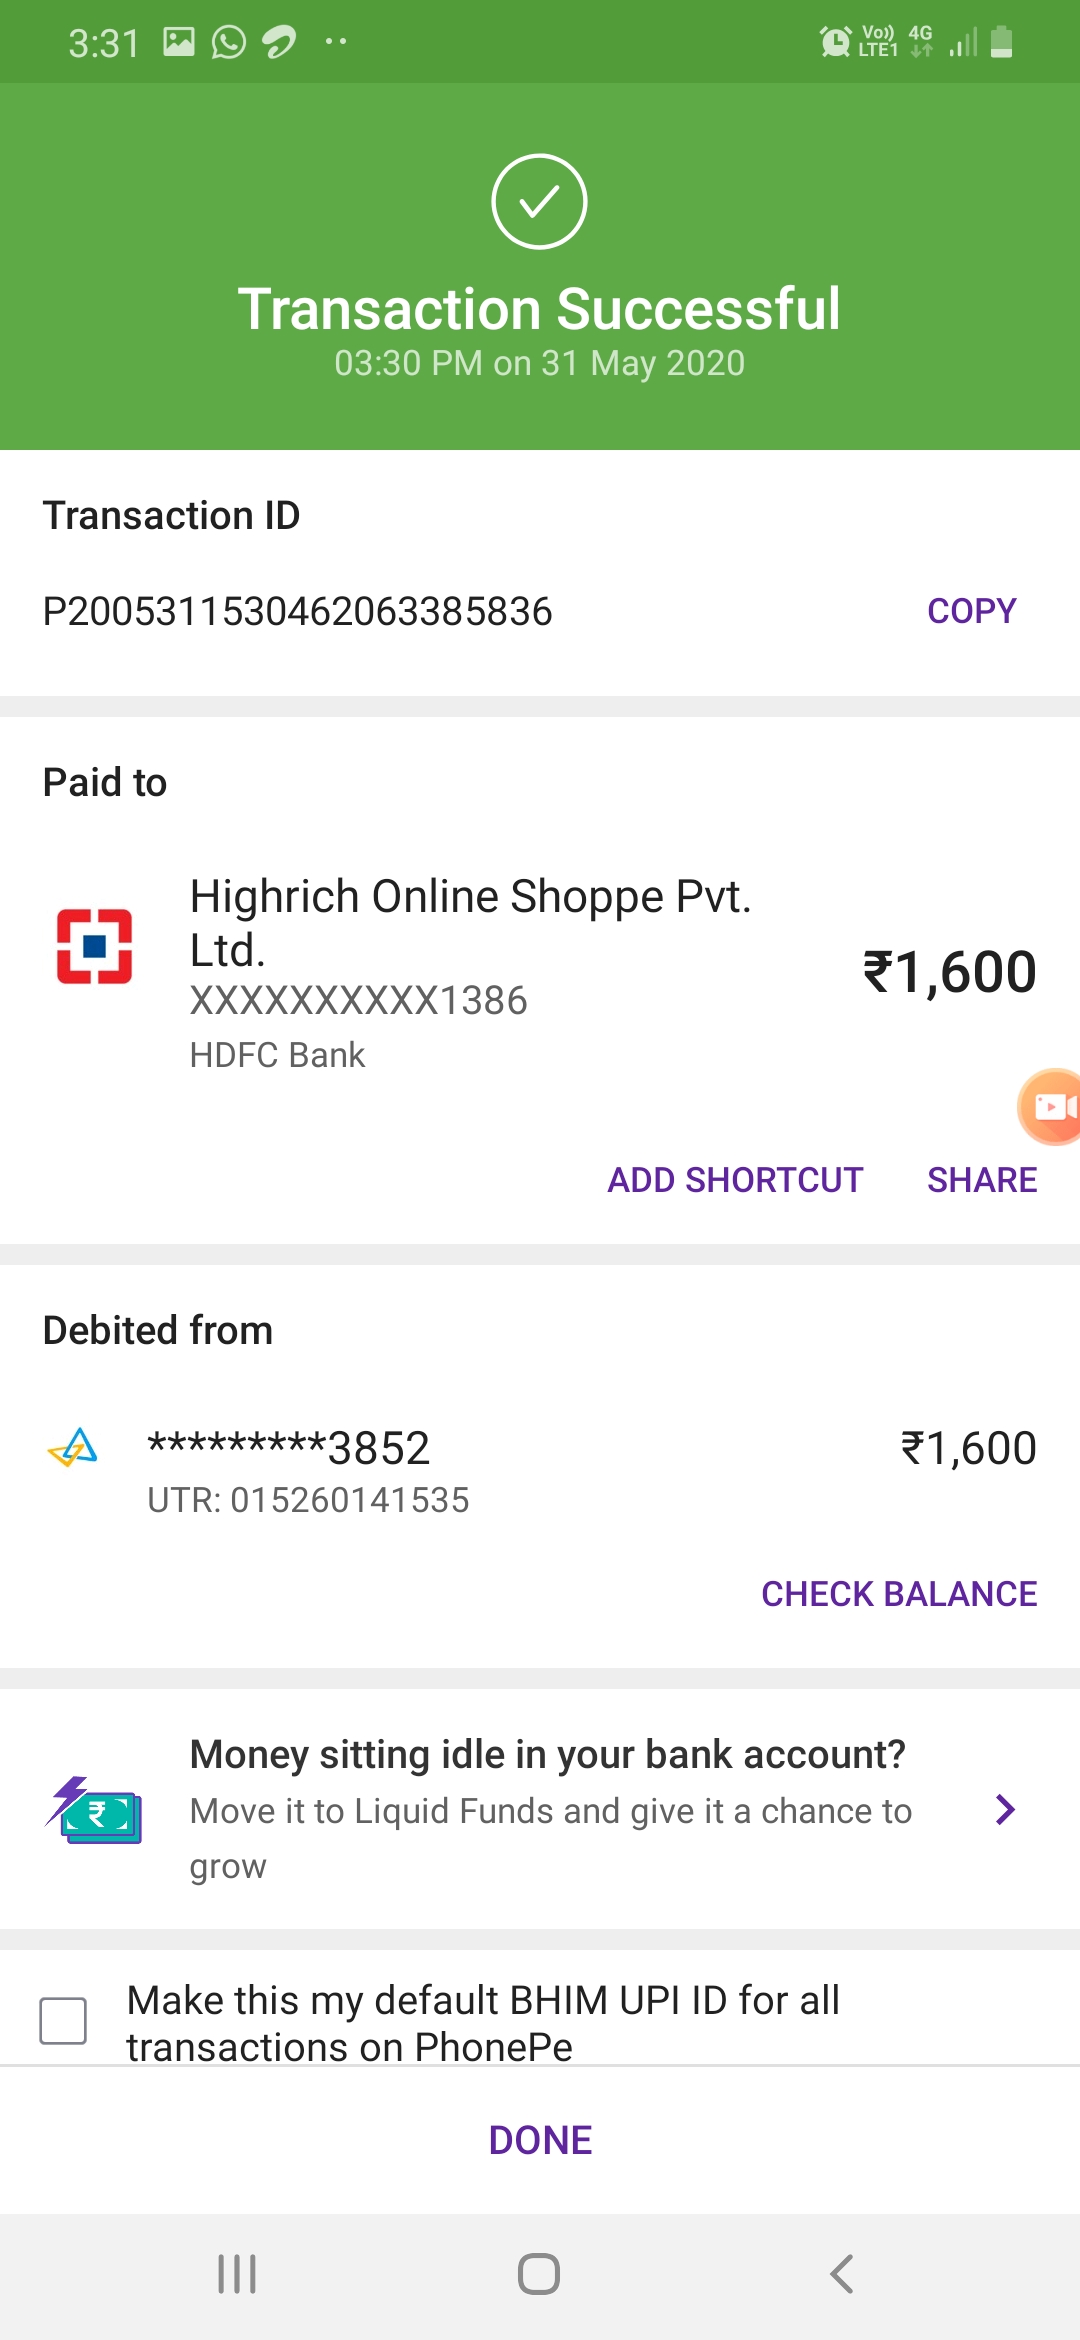 3:31
Vo)) 4G
LTE1
Transaction Successful
03:30 PM on 31 May 2020
Transaction ID
P2005311530462063385836 COPY
Paid to
Highrich Online Shoppe Pvt.
Ltd.
XXXXXXXXXX1386
₹1,600
HDFC Bank
ADD SHORTCUT SHARE
Debited from
*********3852 ₹1,600
UTR: 015260141535
CHECK BALANCE
Money sitting idle in your bank account?
Move it to Liquid Funds and give it a chance to
grow
Make this my default BHIM UPI ID for all
transactions on PhonePe
DONE